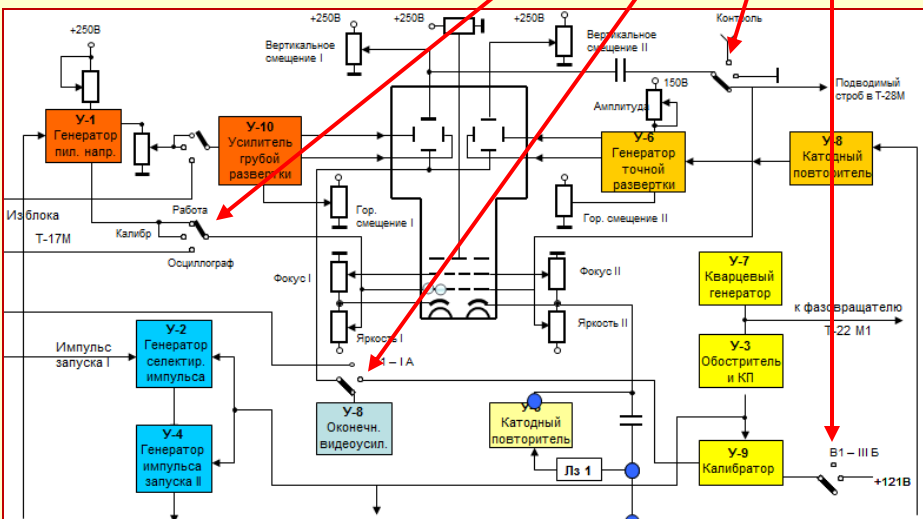 +250В
+250В
+250В
+250В
Контроль
Вертикальное
смещение I
Вертикальное
смещение II
150В
Амплитуда
Подводимый
строб в Т-28М
У-1
Генератор
пил. напр.
У-10
Усилитель
грубой
развертки
У-6
Генератор
точной
развертки
У-8
Катодный
повторитель
Из блока
Т-17М
Работа
Калибр
Осциллограф
Гор.
смещение I
Гор. смещение II
Фокус I
Фокус II
Яркость I
Яркость II
У-7
Кварцевый
генератор
к фазовращателю
Т-22 М1
У-3
Обостритель
и КП
Импульс
запуска I
У-2
Генератор
селектир.
импульса
1 – I А
У-8
Оконечн.
видеоусил.
Катодный
повторитель
Лз 1
У-4
Генератор
импульса
запуска II
У-9
Калибратор
В1 – III Б
+121В